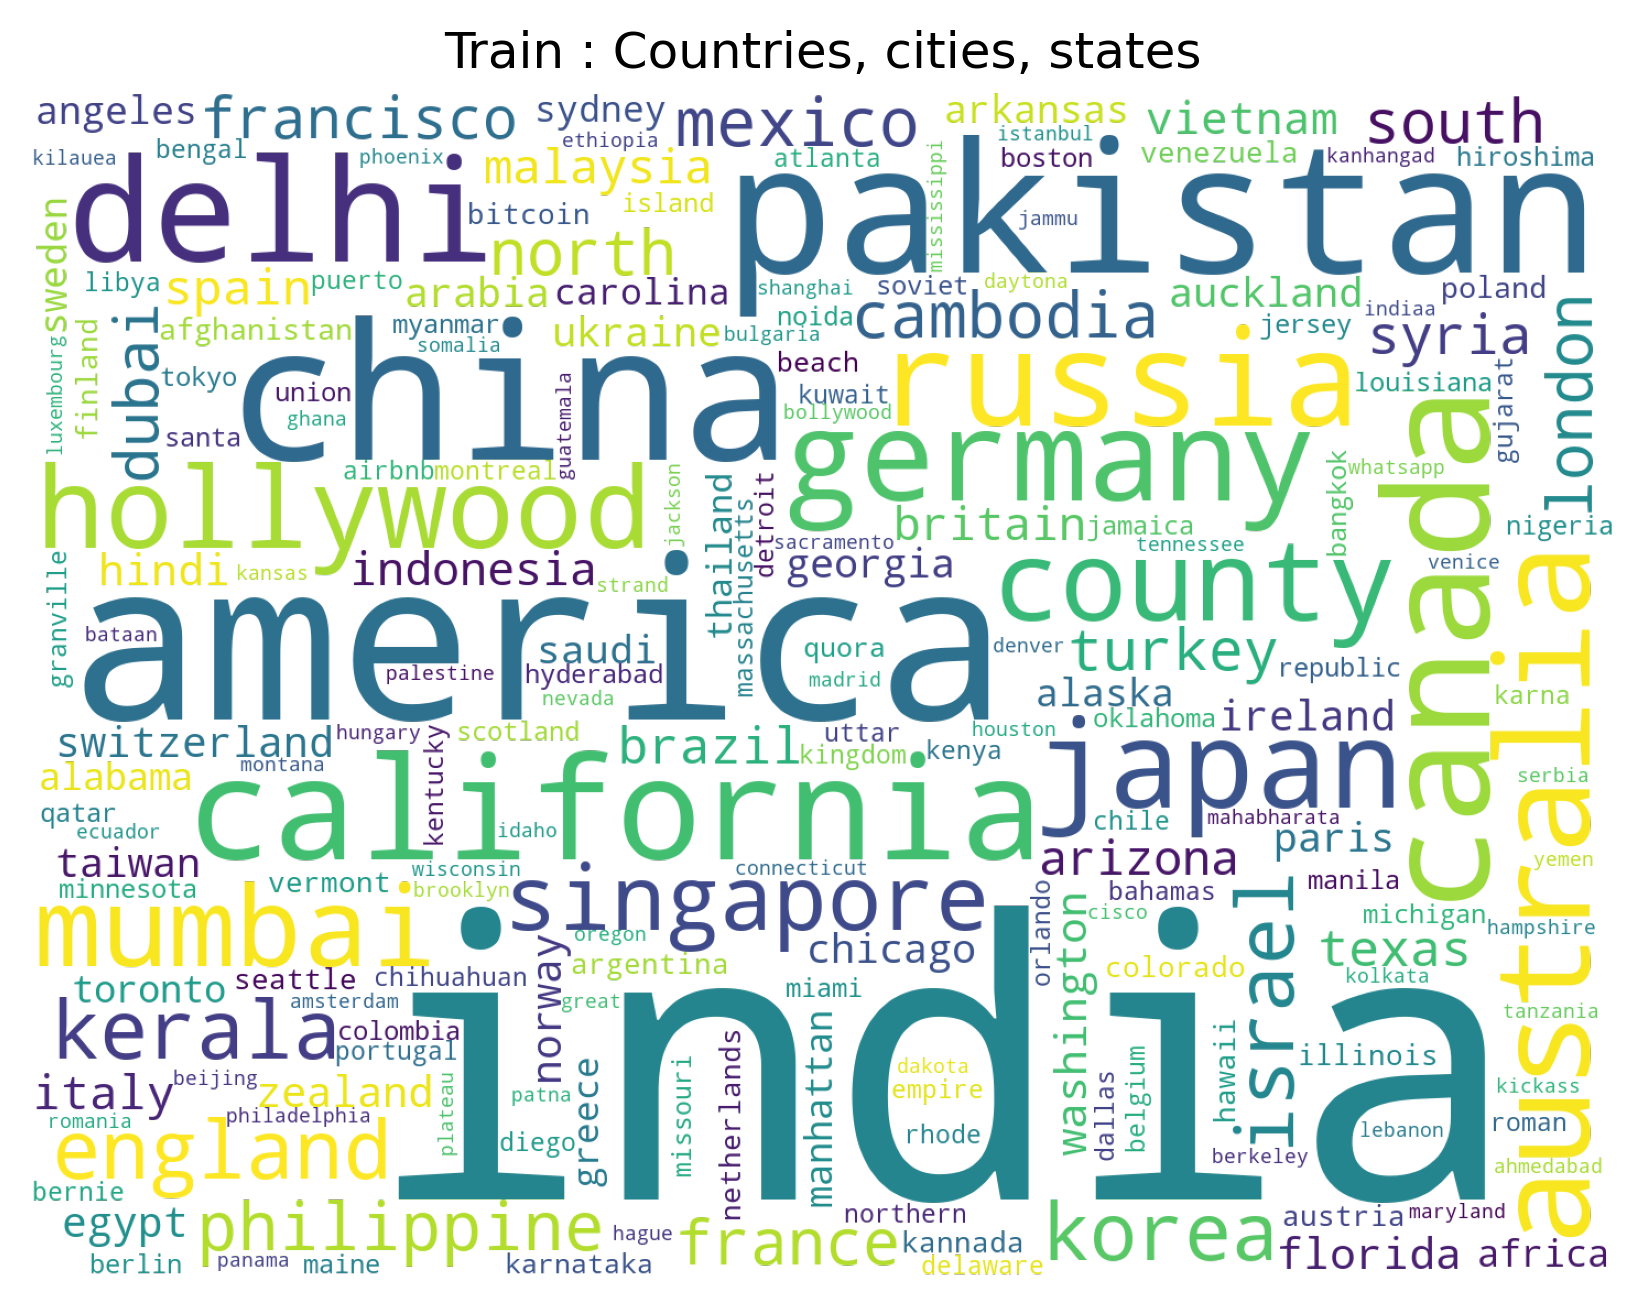 Train : Countries, cities, states
angeles francisco sydney mexico arkansas vietnam south
ethiopia istanbul
kilauea bengal phoenix malaysia atlanta boston venezuela kanhangad hiroshima
delhi pakistan
bitcoin island mississippi jammu
sweden north
libya spain puerto arabia carolina shanghai soviet daytona auckland indiaa poland
dubai afghanistan myanmar ukraine bulgaria noida cambodia jersey syria london
somalia
luxembourg finland tokyo china union beach kuwait russia louisiana gujarat
santa ghana guatemala bollywood
hollywood airbnb montreal jackson thailand germany bangkok whatsapp canada
massachusetts detroit britain jamaica nigeria
granville hindi kansas indonesia strand sacramento georgia tennessee county venice
america
bataan palestine saudi hyderabad nevada quora madrid denver turkey republic australia
alaska karna
switzerland hungary kentucky scotland brazil uttar kingdom kenya houston oklahoma ireland
alabama montana california japan serbia
qatar ecuador idaho chile mahabharata paris
taiwan wisconsin connecticut arizona yemen
minnesota vermont brooklyn singapore bahamas manila
mumbai oregon orlando washington cisco israel michigan hampshire
toronto seattle chihuahuan norway argentina chicago colorado texas
amsterdam great miami kolkata
kerala colombia india tanzania
portugal illinois
italy beijing zealand plateau patna greece missouri netherlands manhattan dakota empire dallas belgium hawaii kickass
romania philadelphia
england diego rhode berkeley lebanon roman
ahmedabad
bernie
egypt philippine hague france northern korea austria maryland
kannada florida africa
berlin panama maine karnataka delaware